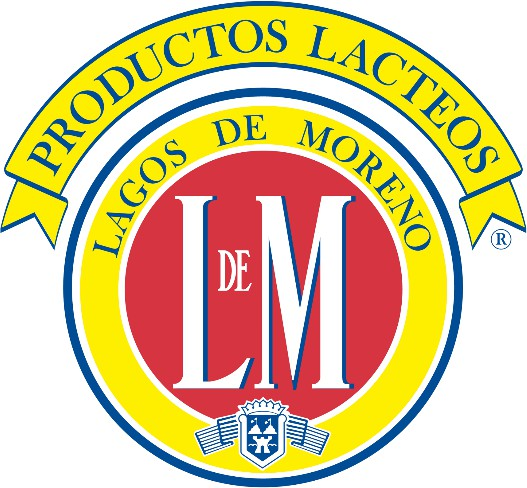 PRODUCTOS LACTEOS
LAGOS DE MORENO
L DE M
®